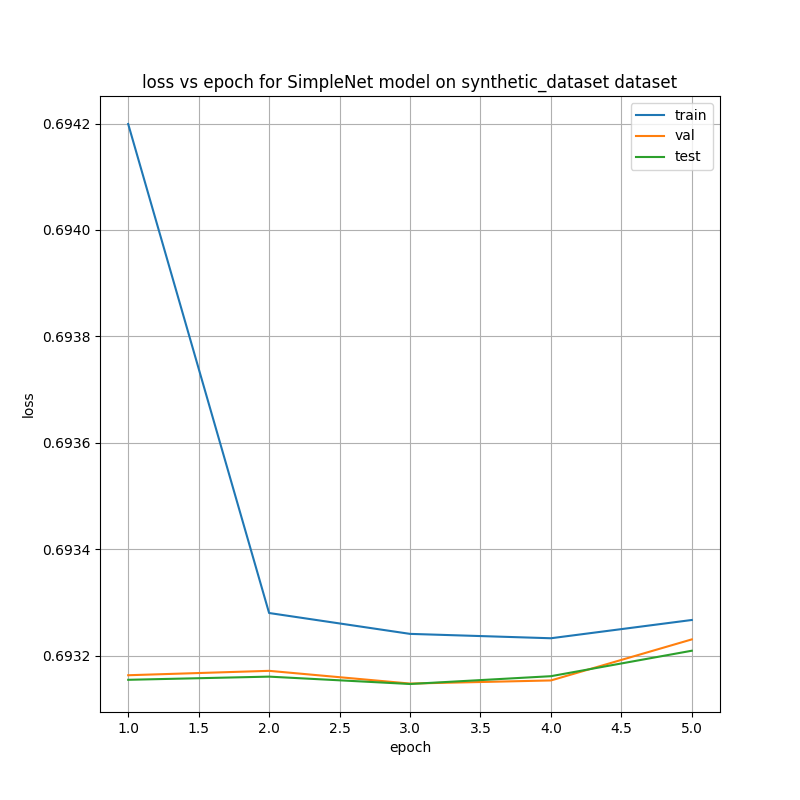 loss vs epoch for SimpleNet model on synthetic_dataset dataset
train
val
test
0.6942
0.6940
0.6938
0.6936
0.6934
0.6932
loss
1.0 1.5 2.0 2.5 3.0 3.5 4.0 4.5 5.0
epoch